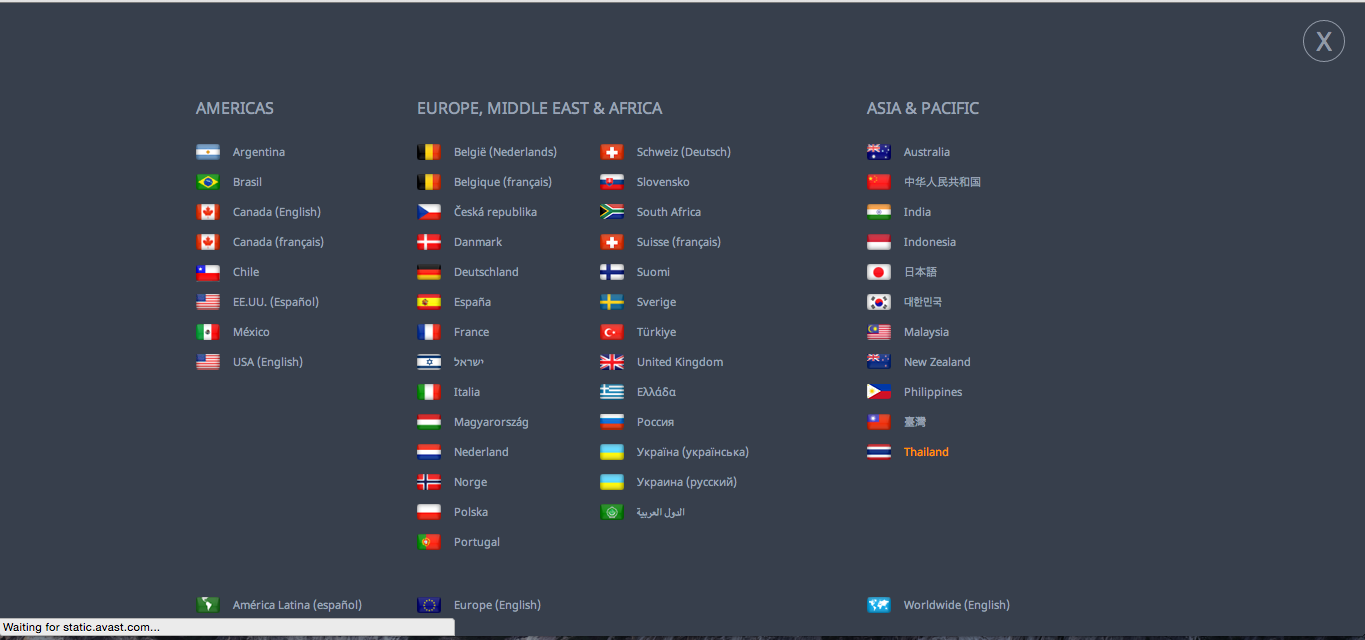 X
AMERICAS
Argentina
Brasil
Canada (English)
Canada (français)
Chile
EE.UU. (Español)
México
USA (English)
América Latina (español)
EUROPE, MIDDLE EAST & AFRICA
België (Nederlands)
Belgique (français)
Česká republika
Danmark
Deutschland
España
France
ישראל
Italia
Magyarország
Nederland
Norge
Polska
Portugal
Schweiz (Deutsch)
Slovensko
South Africa
Suisse (français)
Suomi
Sverige
Türkiye
United Kingdom
Ελλάδα
Россия
Україна (українська)
Украина (русский)
الدول العربية
Europe (English)
ASIA & PACIFIC
Australia
中华人民共和国
India
Indonesia
日本語
대한민국
Malaysia
New Zealand
Philippines
臺灣
Thailand
Worldwide (English)
Waiting for static.avast.com...